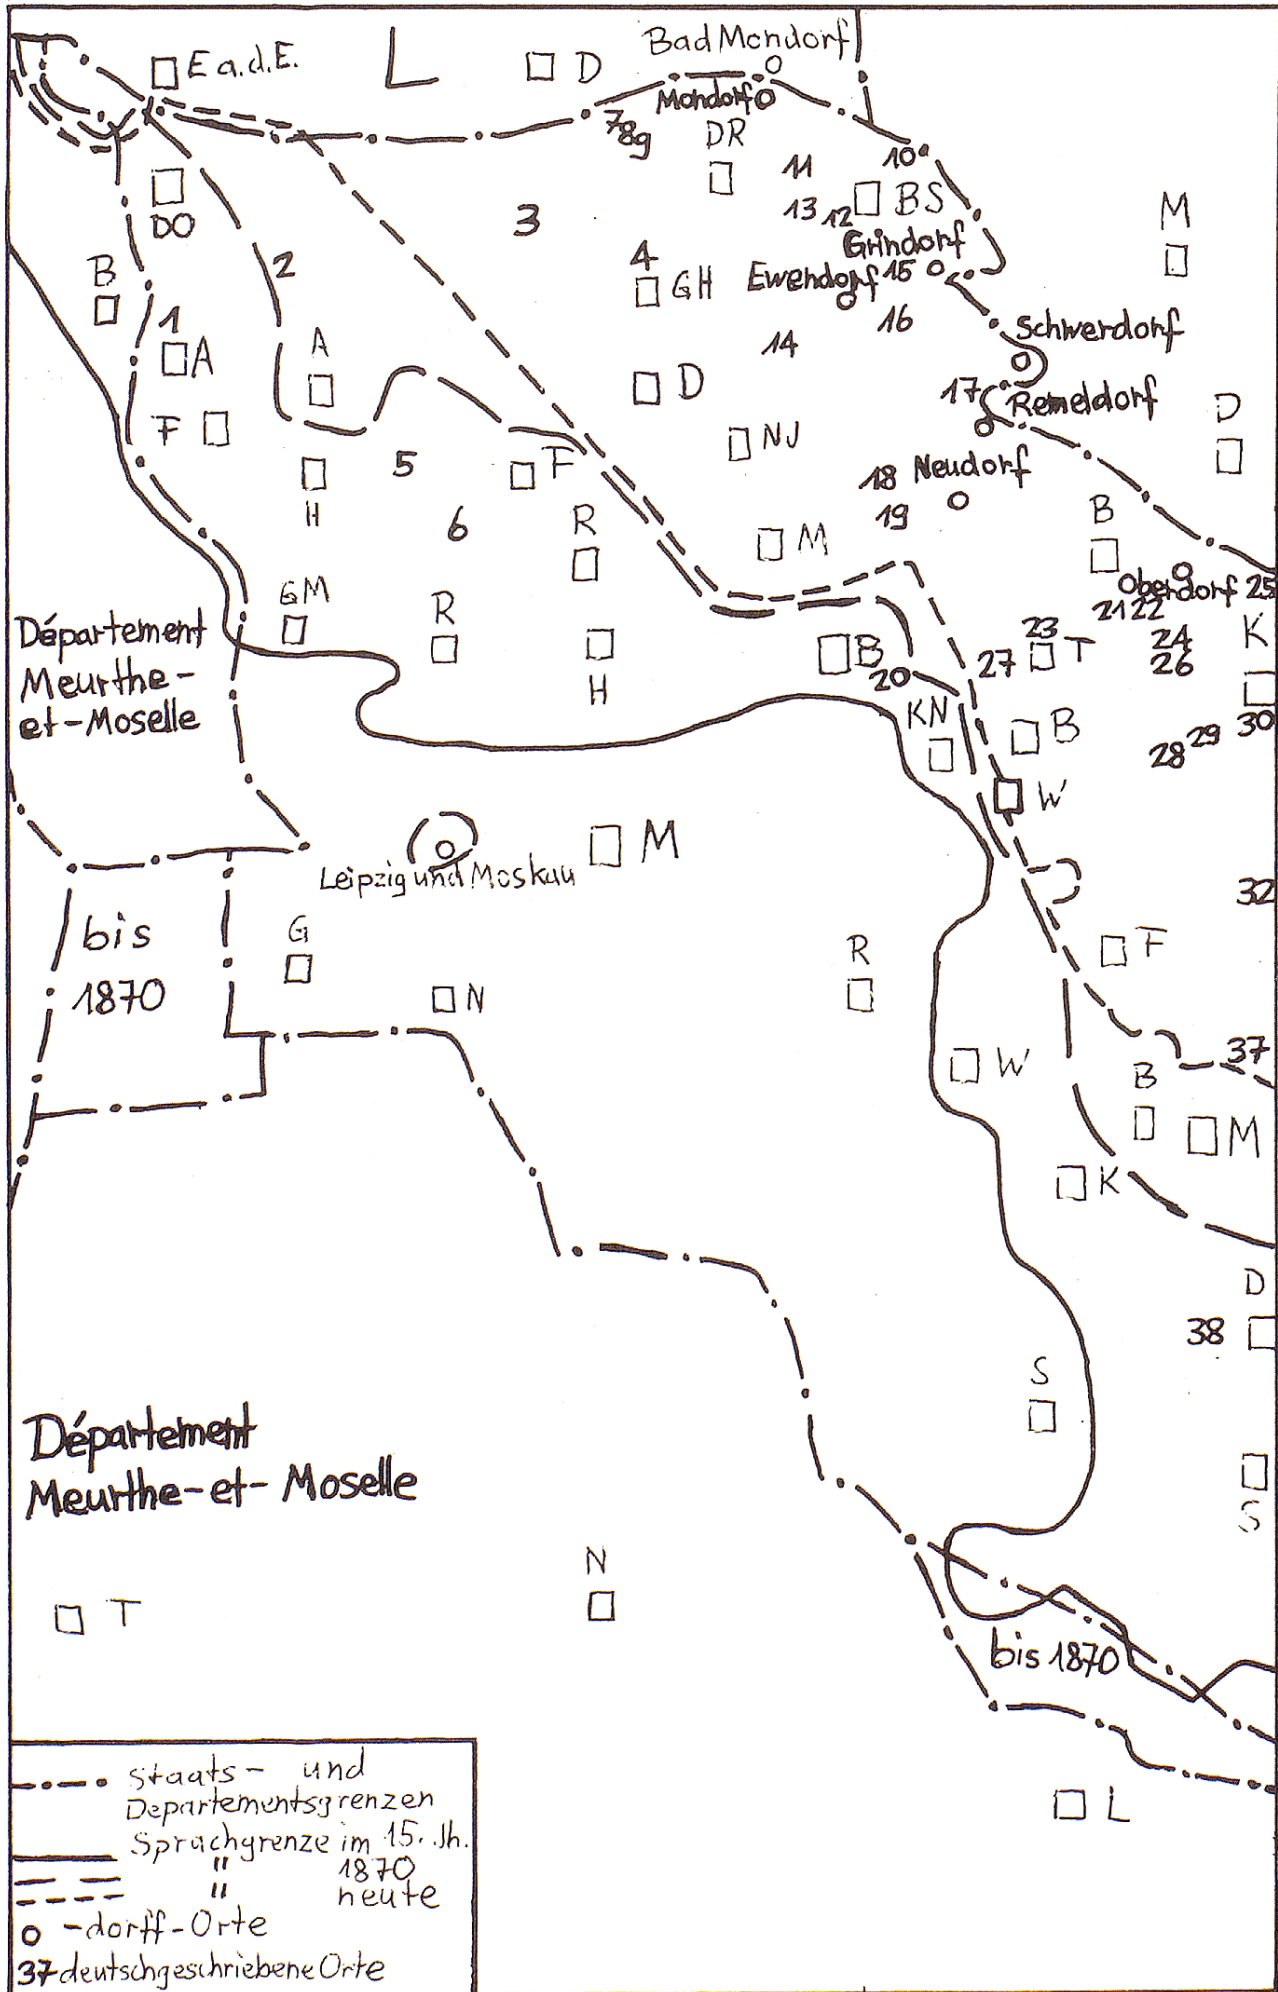 Bad Mondorf
E a.d.E.
L
D
Mondorf
7
8
9
DR
10
11
DO
3
13
12
BS
M
Grindorf
B
2
4
GH
Ewendorf
15
1
A
A
16
Schwerdorf
14
F
D
17
Remeldorf
D
H
5
F
NJ
18
Neudorf
6
R
19
B
M
Oberdorf
25
GM
R
H
B
21
22
23
T
24
K
Département
Meurthe-
et-Moselle
27
26
20
KN
B
28
29
30
W
M
Leipzig und Moskau
32
bis
1870
G
N
R
F
W
37
B
M
K
D
38
S
S
Département
Meurthe-et-Moselle
T
N
bis 1870
L
Staats- und
Departementsgrenzen
Sprachgrenze im 15. Jh.
" 1870
" heute
-dorff-Orte
37 deutschgeschriebene Orte